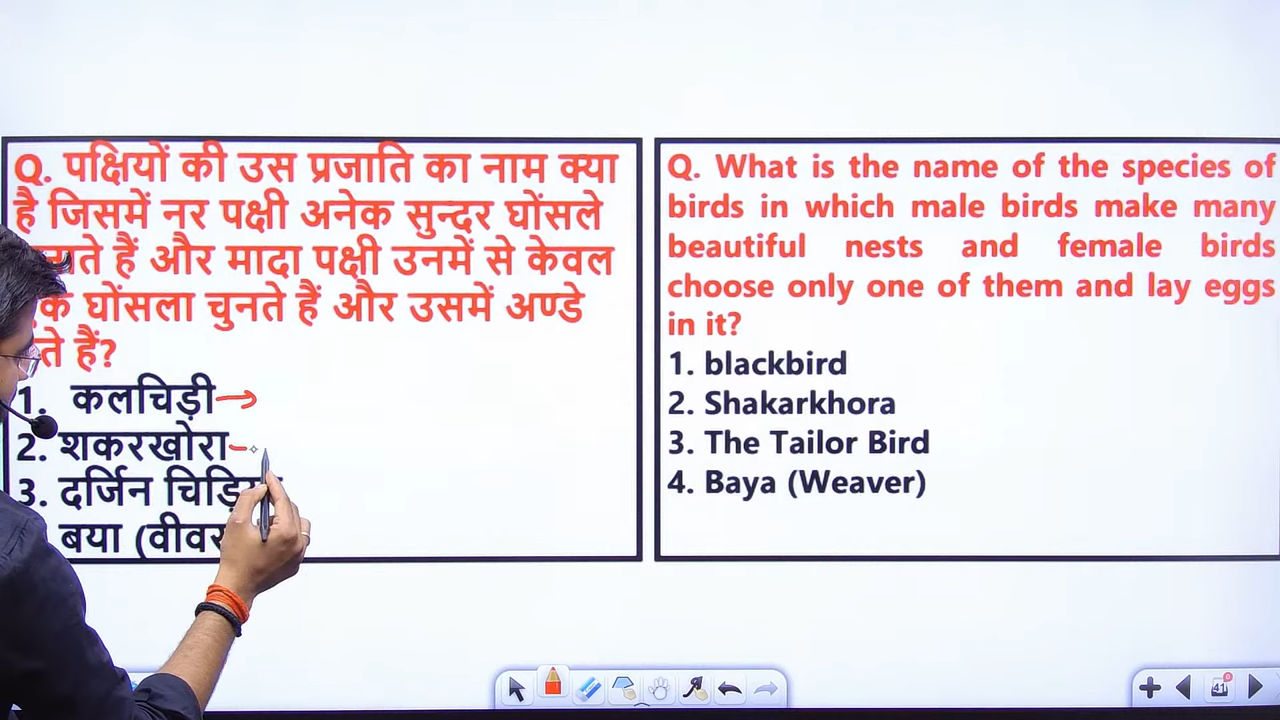 Q. पक्षियों की उस प्रजाति का नाम क्या
है जिसमें नर पक्षी अनेक सुन्दर घोंसले
हैं और मादा पक्षी उनमें से केवल
घोंसला चुनते हैं और उसमें अण्डे
हैं?
1. कलचिड़ी
2. शकरखोरा
3. दर्जिन
बया
Q. What is the name of the species of
birds in which male birds make many
beautiful nests and female birds
choose only one of them and lay eggs
in it?
1. blackbird
2. Shakarkhora
3. The Tailor Bird
4. Baya (Weaver)
41
0